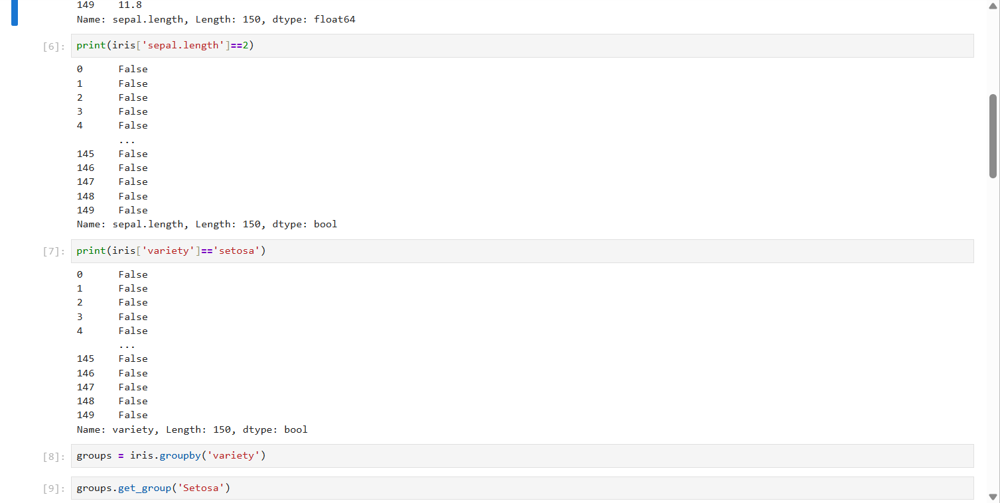 149    11.8
Name: sepal.length, Length: 150, dtype: float64
[6]: print(iris['sepal.length']==2)
0      False
1      False
2      False
3      False
4      False
       ...
145    False
146    False
147    False
148    False
149    False
Name: sepal.length, Length: 150, dtype: bool
[7]: print(iris['variety']=='setosa')
0      False
1      False
2      False
3      False
4      False
       ...
145    False
146    False
147    False
148    False
149    False
Name: variety, Length: 150, dtype: bool
[8]: groups = iris.groupby('variety')
[9]: groups.get_group('Setosa')